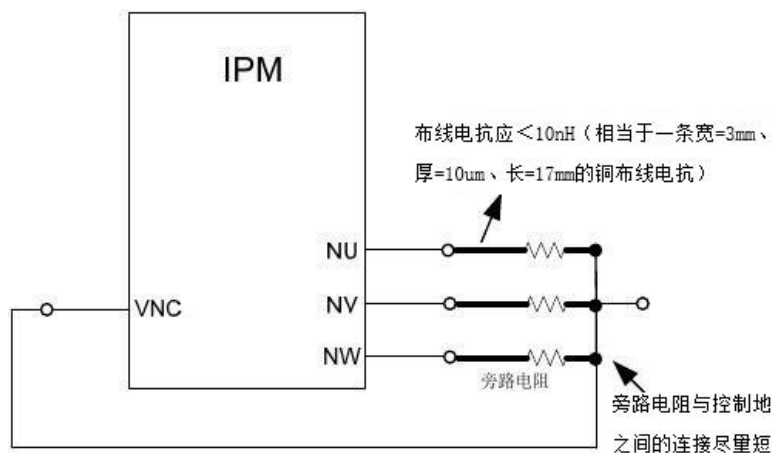 IPM
布线电抗应<10nH（相当于一条宽=3mm、
厚=10um、长=17mm的铜布线电抗）
NU
VNC
NV
NW
旁路电阻
旁路电阻与控制地
之间的连接尽量短